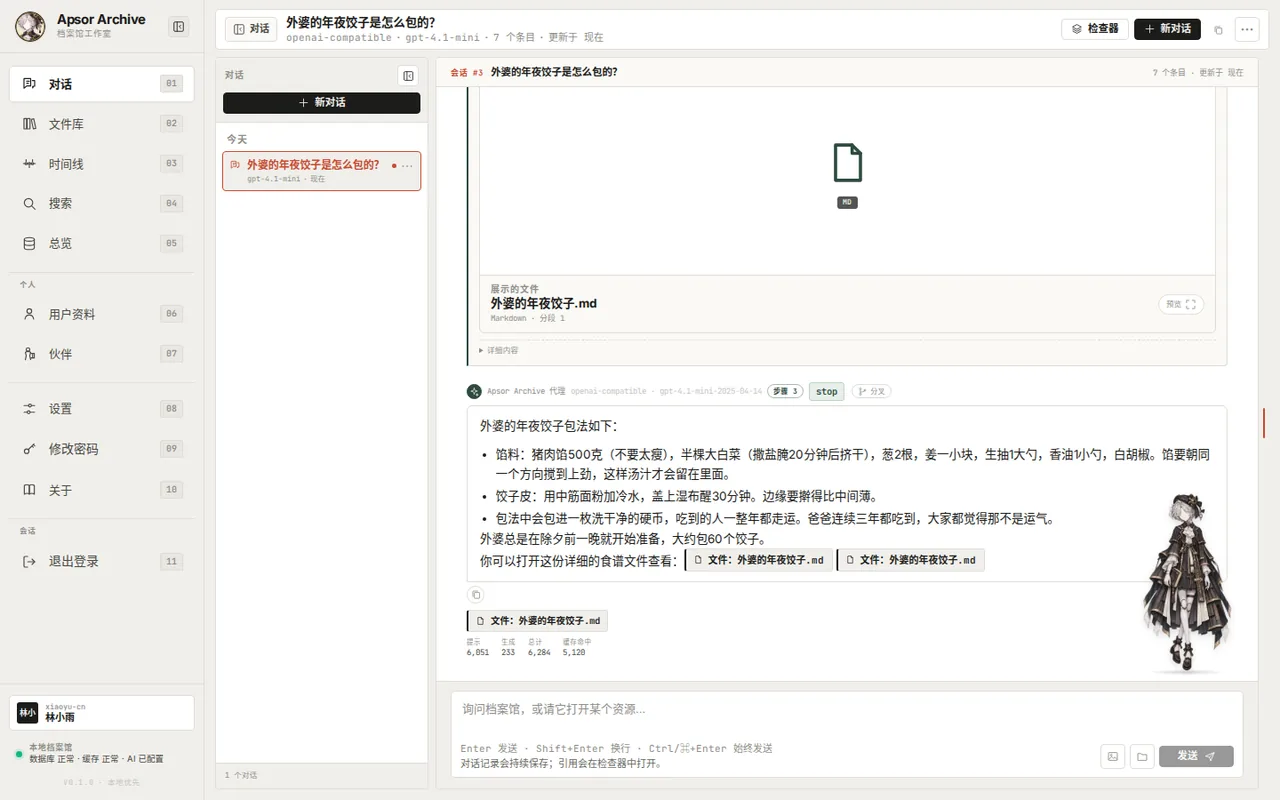 Apsor Archive
档案馆工作室
对话 01
文件库 02
时间线 03
搜索 04
总览 05
个人
用户资料 06
伙伴 07
设置 08
修改密码 09
关于 10
会话
退出登录 11
林小
xiaoyu-cn
林小雨
本地档案馆
数据库 正常 · 缓存 正常 · AI 已配置
v0.1.0 · 本地优先
对话
外婆的年夜饺子是怎么包的?
openai-compatible · gpt-4.1-mini · 7 个条目 · 更新于 现在
检查器
新对话
对话
新对话
今天
外婆的年夜饺子是怎么包的?
gpt-4.1-mini · 现在
1 个对话
会话 #3 外婆的年夜饺子是怎么包的?
7 个条目 · 更新于 现在
MD
展示的文件
外婆的年夜饺子.md
Markdown · 分段 1
预览
详细内容
Apsor Archive 代理 openai-compatible · gpt-4.1-mini-2025-04-14 步骤 3 stop 分叉
外婆的年夜饺子包法如下：
• 馅料：猪肉馅500克（不要太瘦），半棵大白菜（撒盐腌20分钟后挤干），葱2根，姜一小块，生抽1大勺，香油1小勺，白胡椒。馅要朝同
一个方向搅到上劲，这样汤汁才会留在里面。
• 饺子皮：用中筋面粉加冷水，盖上湿布醒30分钟。边缘要擀得比中间薄。
• 包法中会包进一枚洗干净的硬币，吃到的人一整年都走运。爸爸连续三年都吃到，大家都觉得那不是运气。
外婆总是在除夕前一晚就开始准备，大约包60个饺子。
你可以打开这份详细的食谱文件查看： 文件：外婆的年夜饺子.md 文件：外婆的年夜饺子.md
文件：外婆的年夜饺子.md
提示 生成 总计 缓存命中
6,051 233 6,284 5,120
询问档案馆，或请它打开某个资源...
Enter 发送 · Shift+Enter 换行 · Ctrl/⌘+Enter 始终发送
对话记录会持续保存；引用会在检查器中打开。
发送